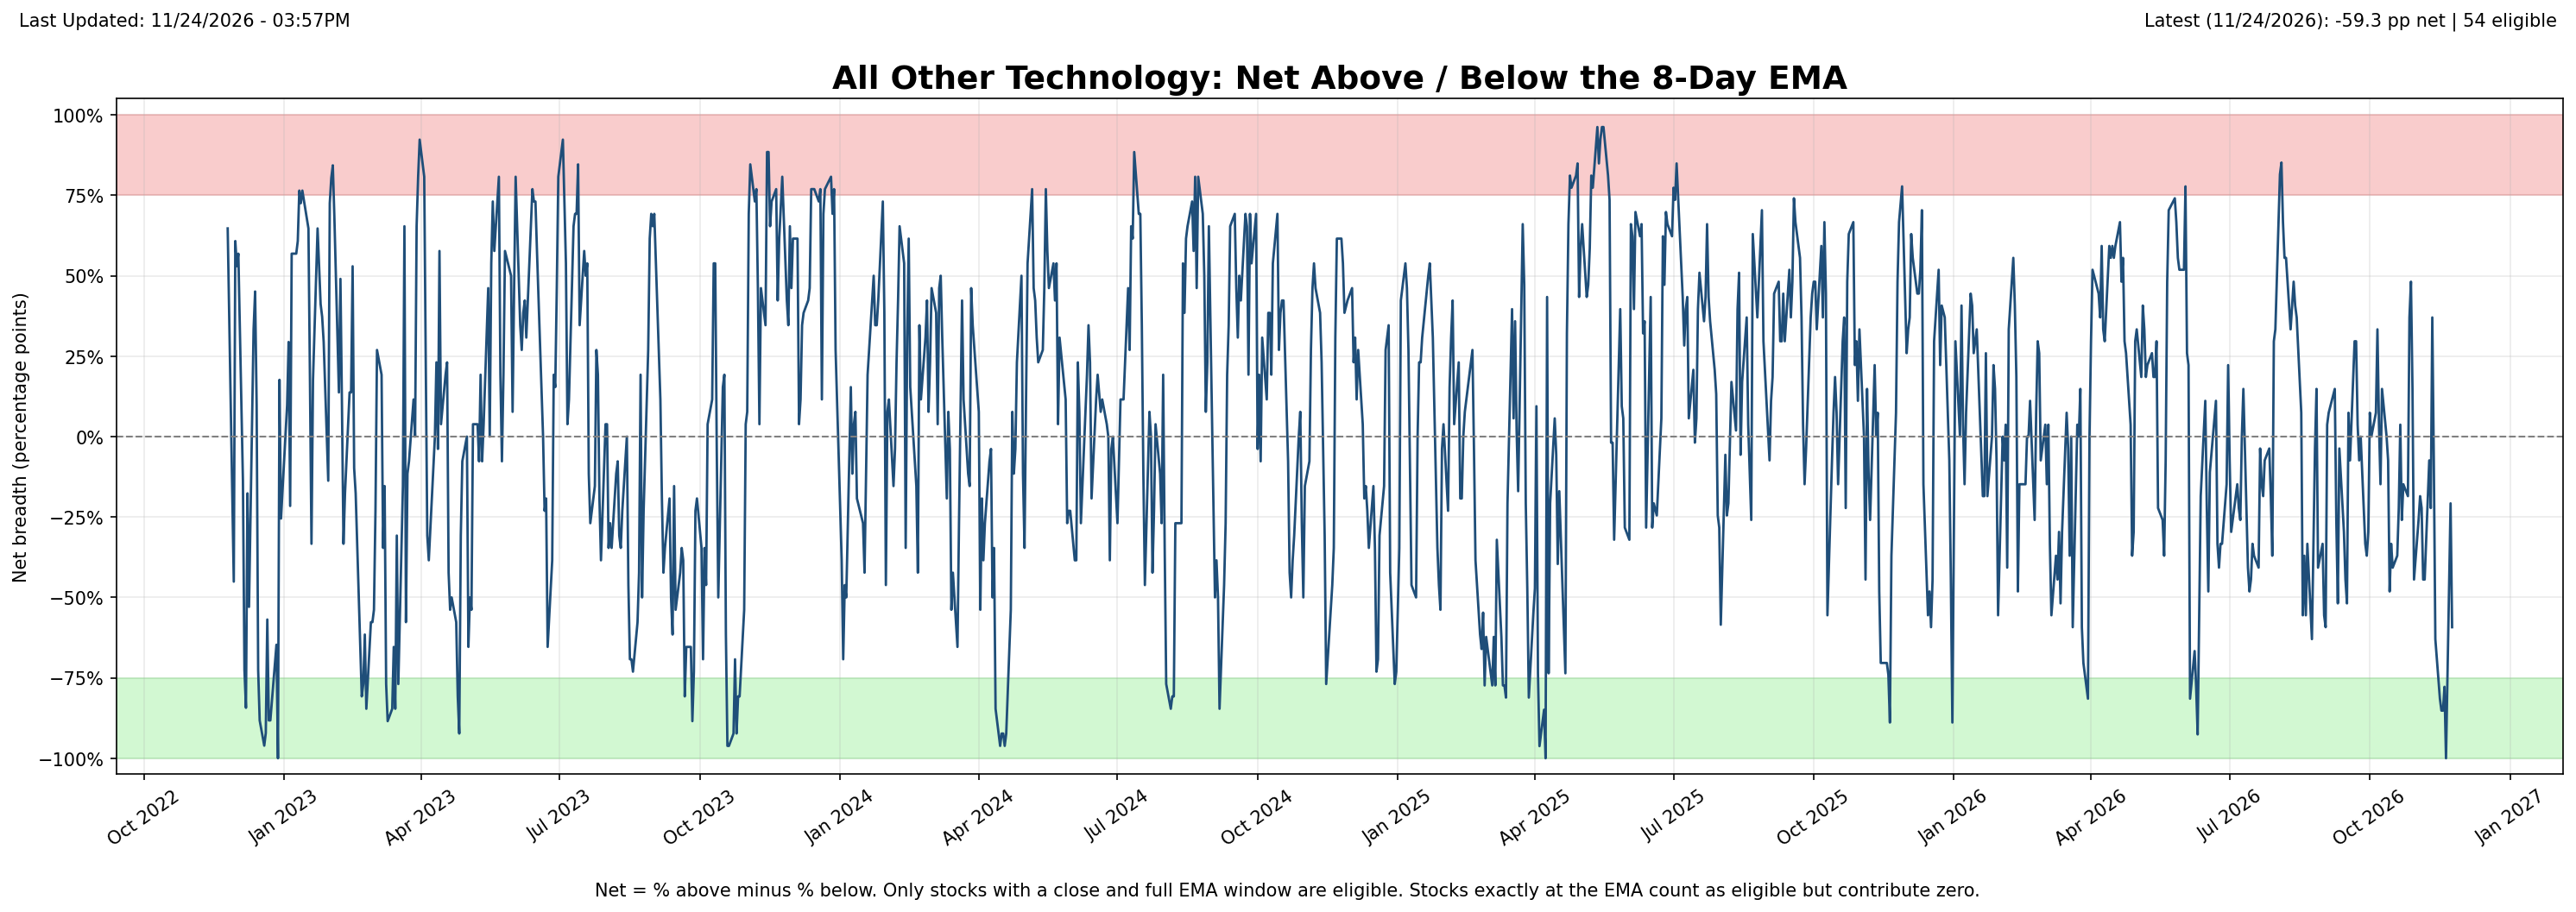 Last Updated: 11/24/2026 - 03:57PM
Latest (11/24/2026): -59.3 pp net | 54 eligible
All Other Technology: Net Above / Below the 8-Day EMA
Net breadth (percentage points)
100%
75%
50%
25%
0%
−25%
−50%
−75%
−100%
Oct 2022
Jan 2023
Apr 2023
Jul 2023
Oct 2023
Jan 2024
Apr 2024
Jul 2024
Oct 2024
Jan 2025
Apr 2025
Jul 2025
Oct 2025
Jan 2026
Apr 2026
Jul 2026
Oct 2026
Jan 2027
Net = % above minus % below. Only stocks with a close and full EMA window are eligible. Stocks exactly at the EMA count as eligible but contribute zero.